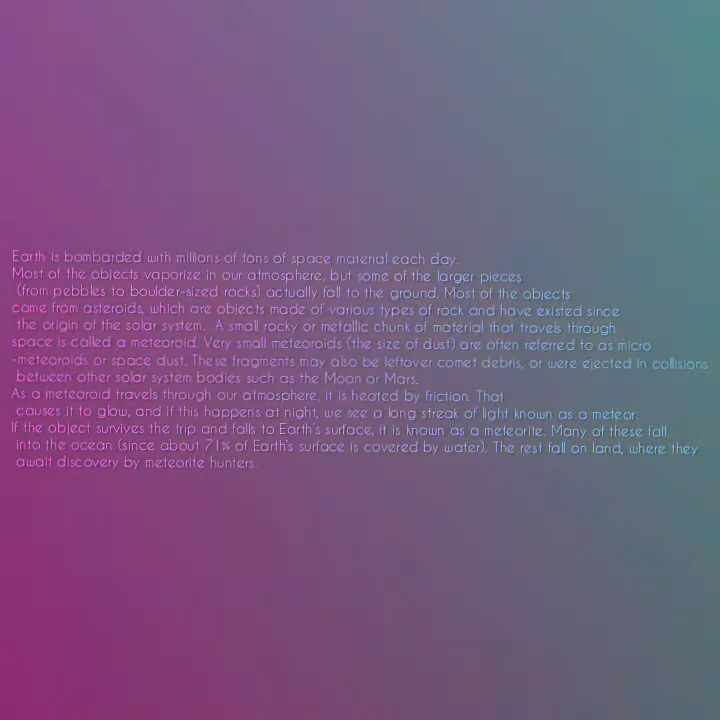 Earth is bombarded with millions of tons of space material each day.
Most of the objects vaporize in our atmosphere, but some of the larger pieces
(from pebbles to boulder-sized rocks) actually fall to the ground. Most of the objects
come from asteroids, which are objects made of various types of rock and have existed since
the origin of the solar system. A small rocky or metallic chunk of material that travels through
space is called a meteoroid. Very small meteoroids (the size of dust) are often referred to as micro
-meteoroids or space dust. These fragments may also be leftover comet debris, or were ejected in collisions
between other solar system bodies such as the Moon or Mars.
As a meteoroid travels through our atmosphere, it is heated by friction. That
causes it to glow, and if this happens at night, we see a long streak of light known as a meteor.
If the object survives the trip and falls to Earth's surface, it is known as a meteorite. Many of these fall
into the ocean (since about 71% of Earth's surface is covered by water). The rest fall on land, where they
await discovery by meteorite hunters.